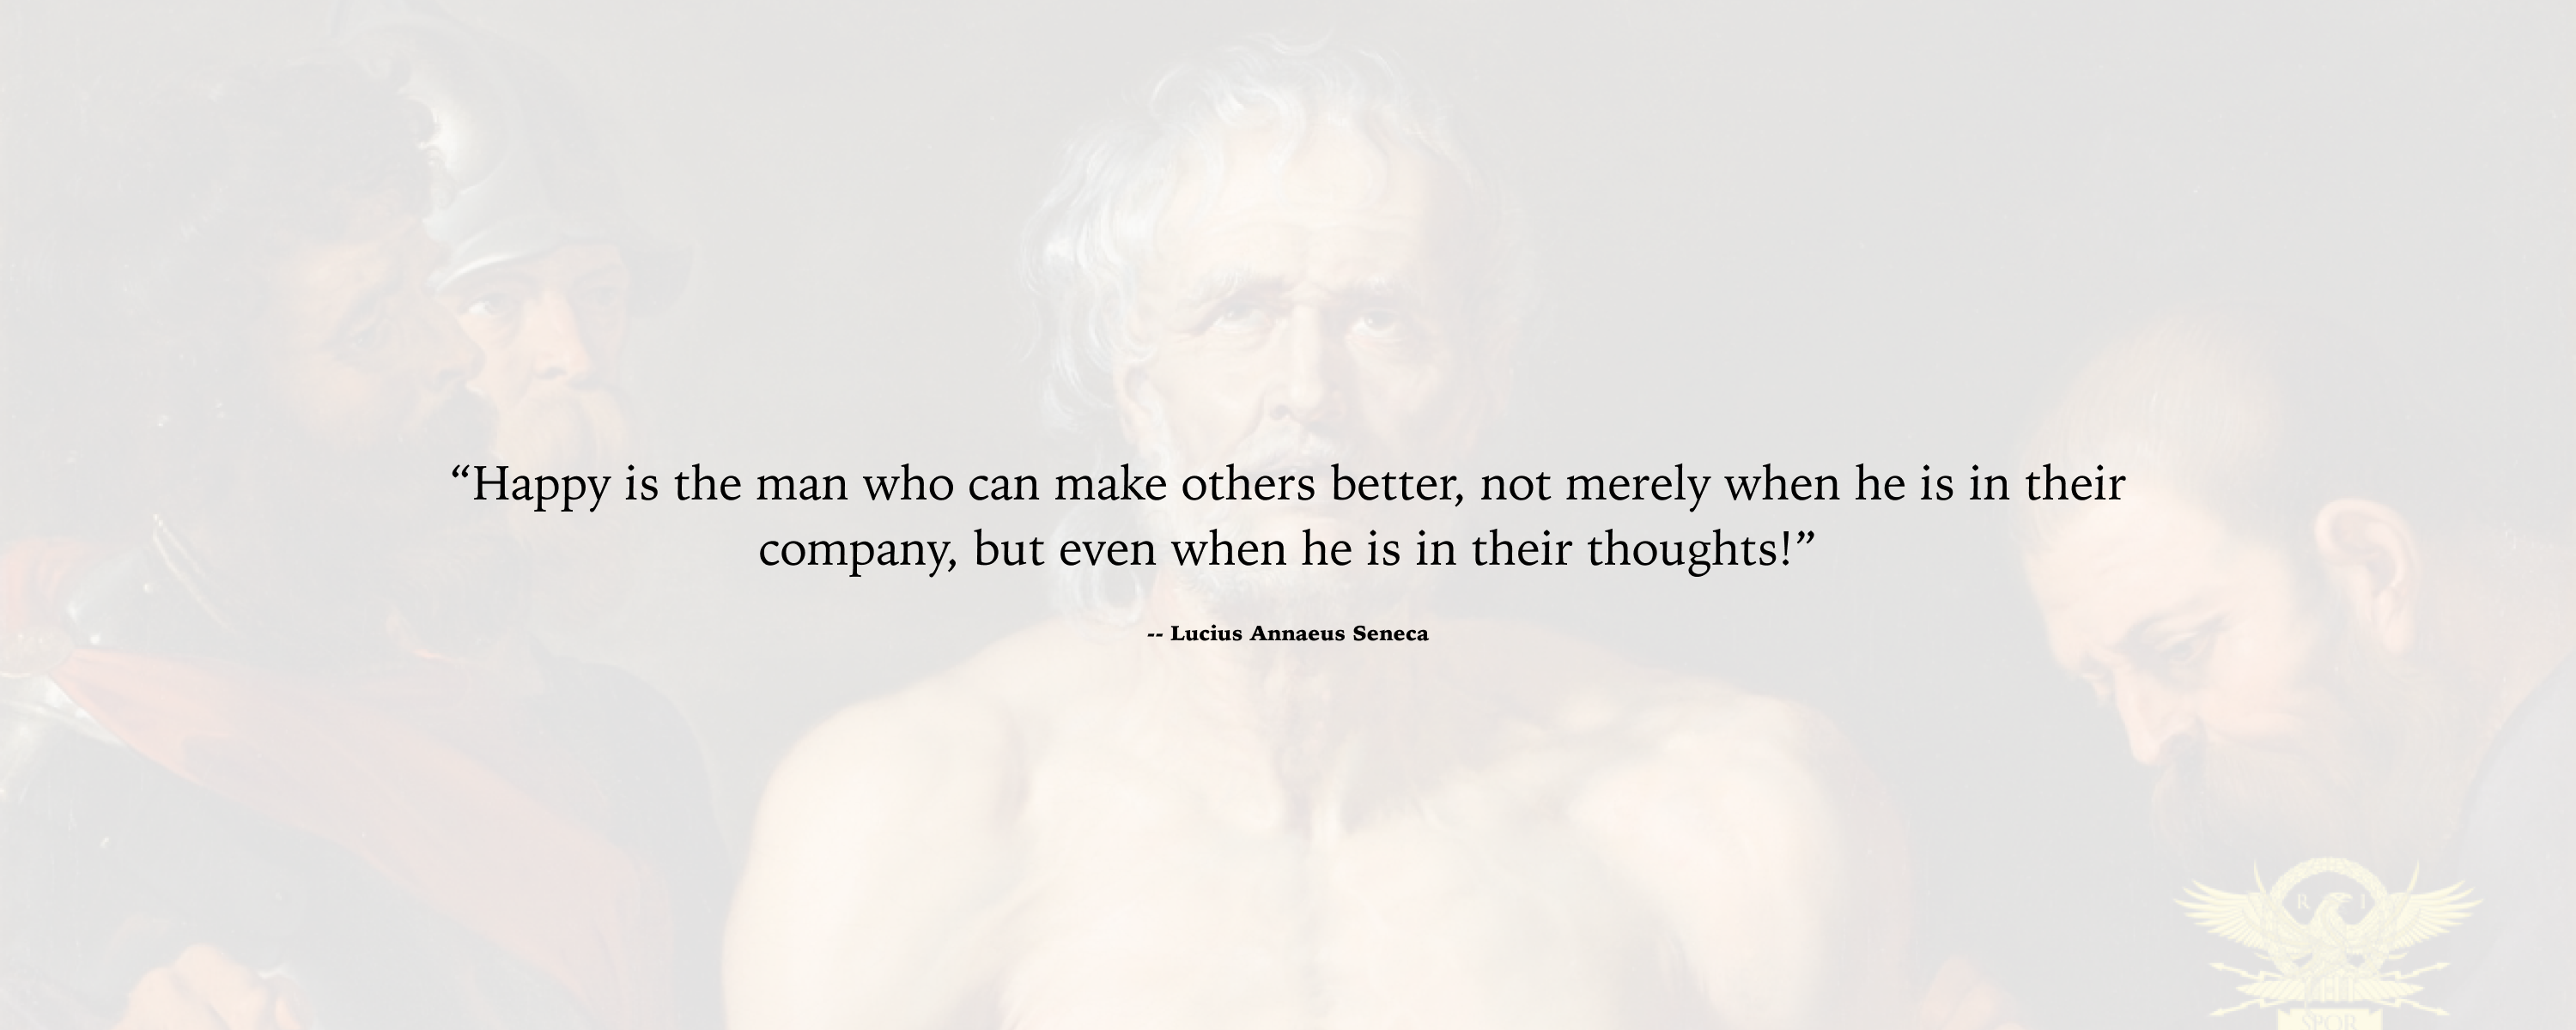 “Happy is the man who can make others better, not merely when he is in their
company, but even when he is in their thoughts!”
-- Lucius Annaeus Seneca
R I
SPQR